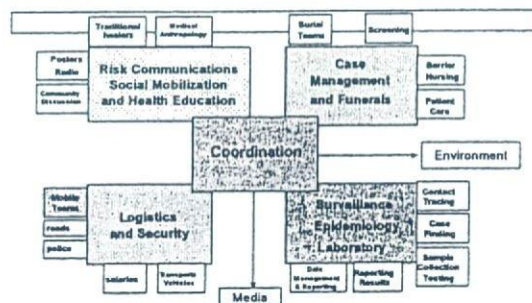 Traditional
healers
Medical
Anthropology
Burial
Teams
Screening
Posters
Radio
Community
Discussion
Risk Communications
Social Mobilization
and Health Education
Case
Management
and Funerals
Barrier
Nursing
Patient
Care
Coordination
Environment
Mobile
Teams
roads
police
Logistics
and Security
Surveillance
Epidemiology
Laboratory
Contact
Tracing
Case
Finding
Sample
Collection
Testing
salaries
Transports
Vehicles
Data
Management
& Reporting
Reporting
Results
Media